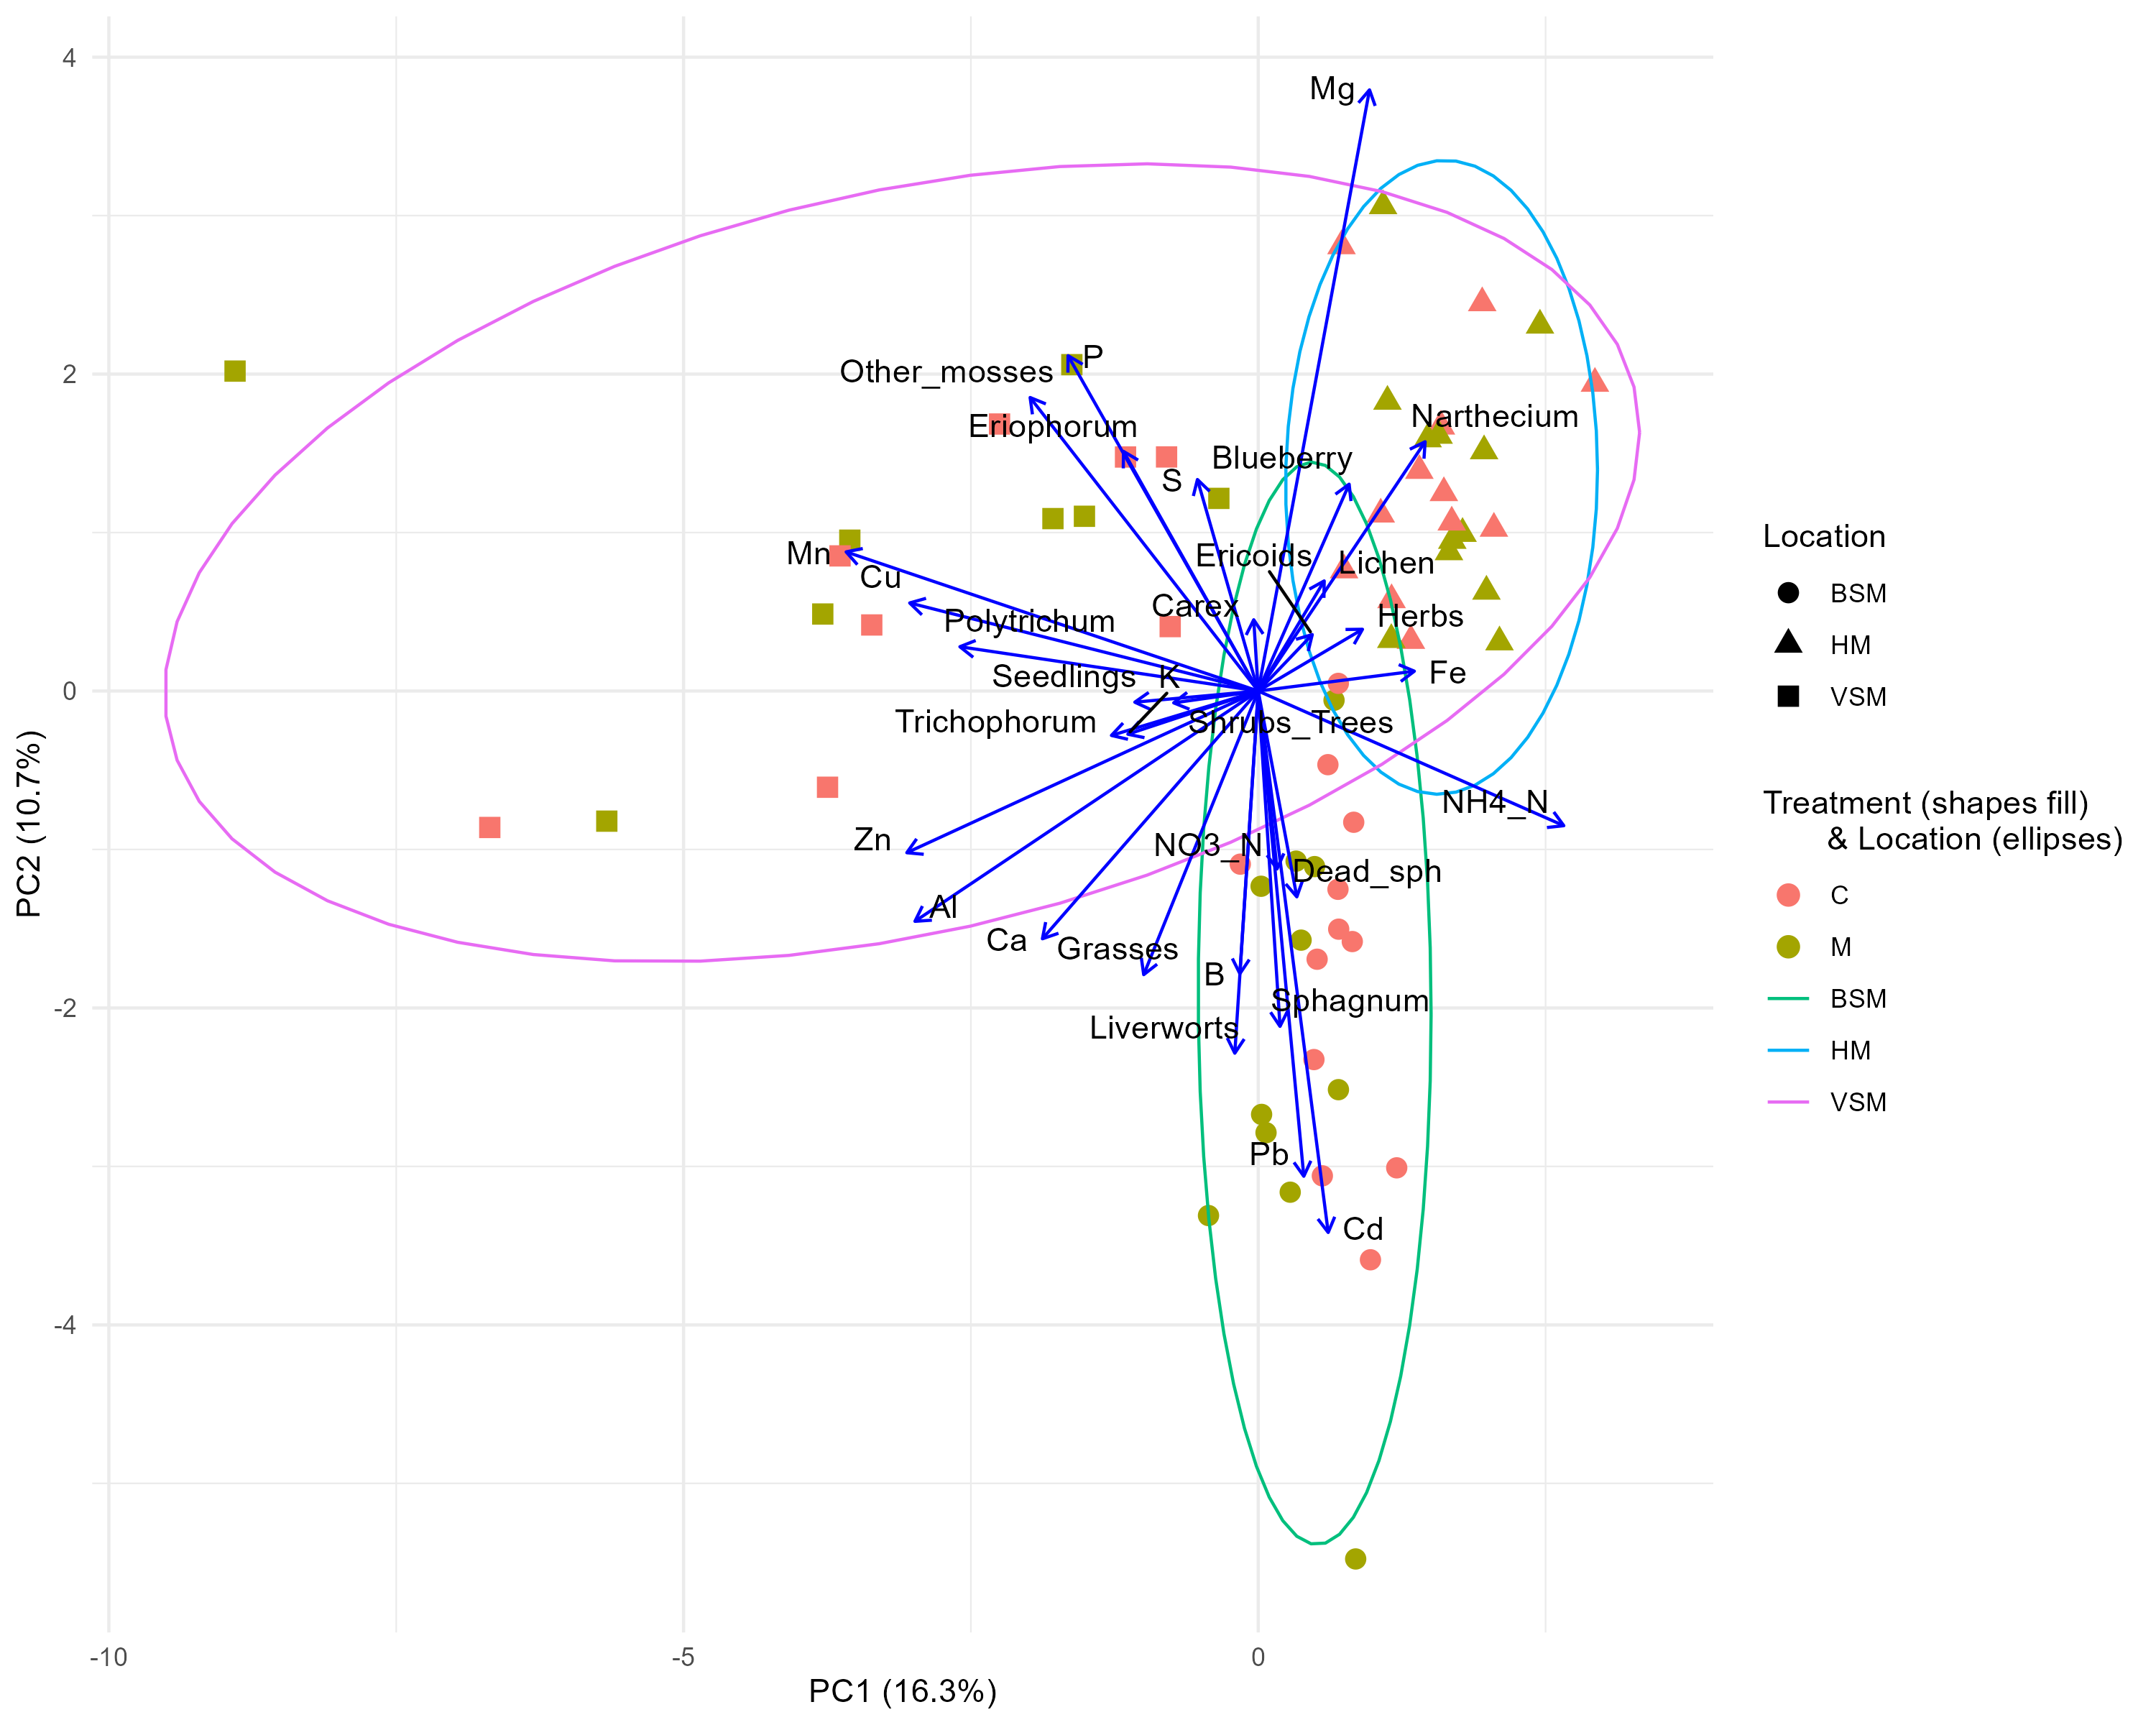 4
2
0
-2
-4
PC2 (10.7%)
-10
-5
0
PC1 (16.3%)
Mg
P
Other_mosses
Eriophorum
S
Blueberry
Narthecium
Mn
Cu
Ericoids
Lichen
Polytrichum
Carex
Herbs
Seedlings
K
Fe
Trichophorum
Shrubs_Trees
NH4_N
Zn
NO3_N
Dead_sph
Al
Ca
Grasses
B
Sphagnum
Liverworts
Pb
Cd
Location
BSM
HM
VSM
Treatment (shapes fill)
& Location (ellipses)
C
M
BSM
HM
VSM